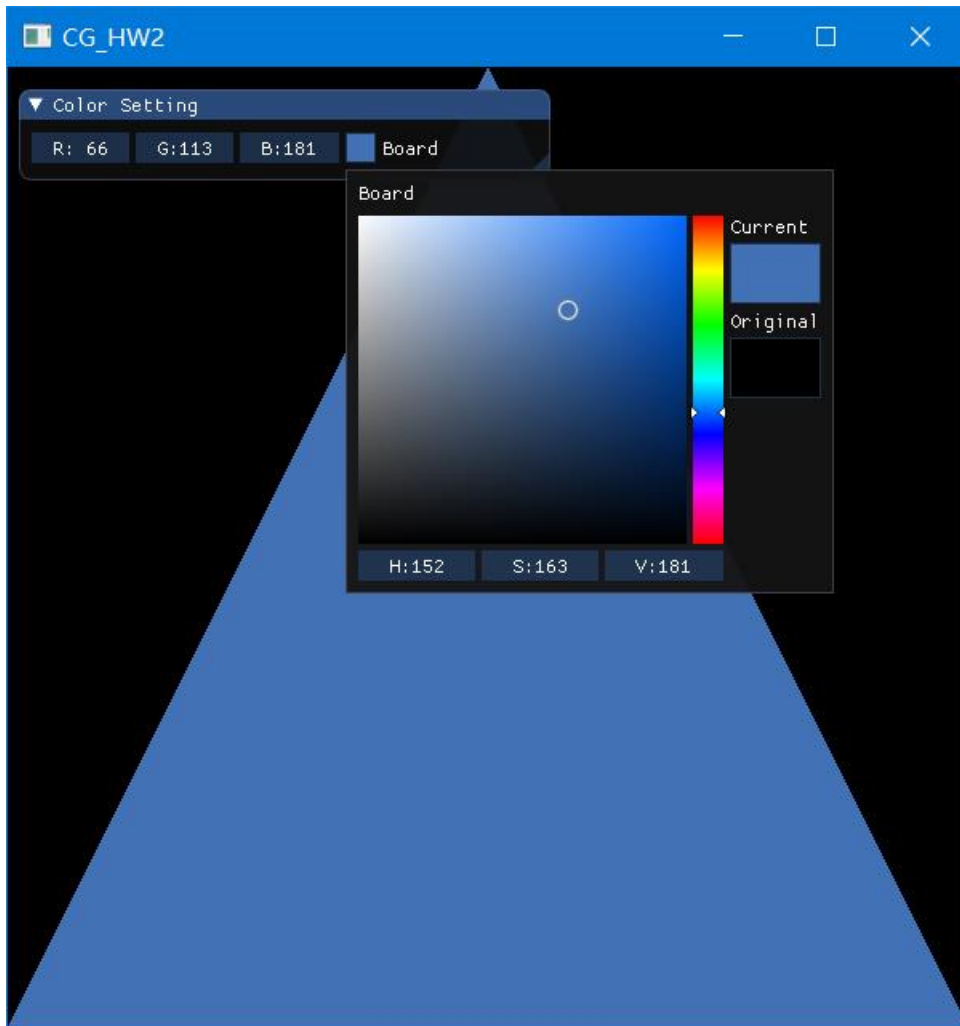 CG_HW2
Color Setting
R: 66 G:113 B:181 Board
Board
Current
Original
H:152 S:163 V:181